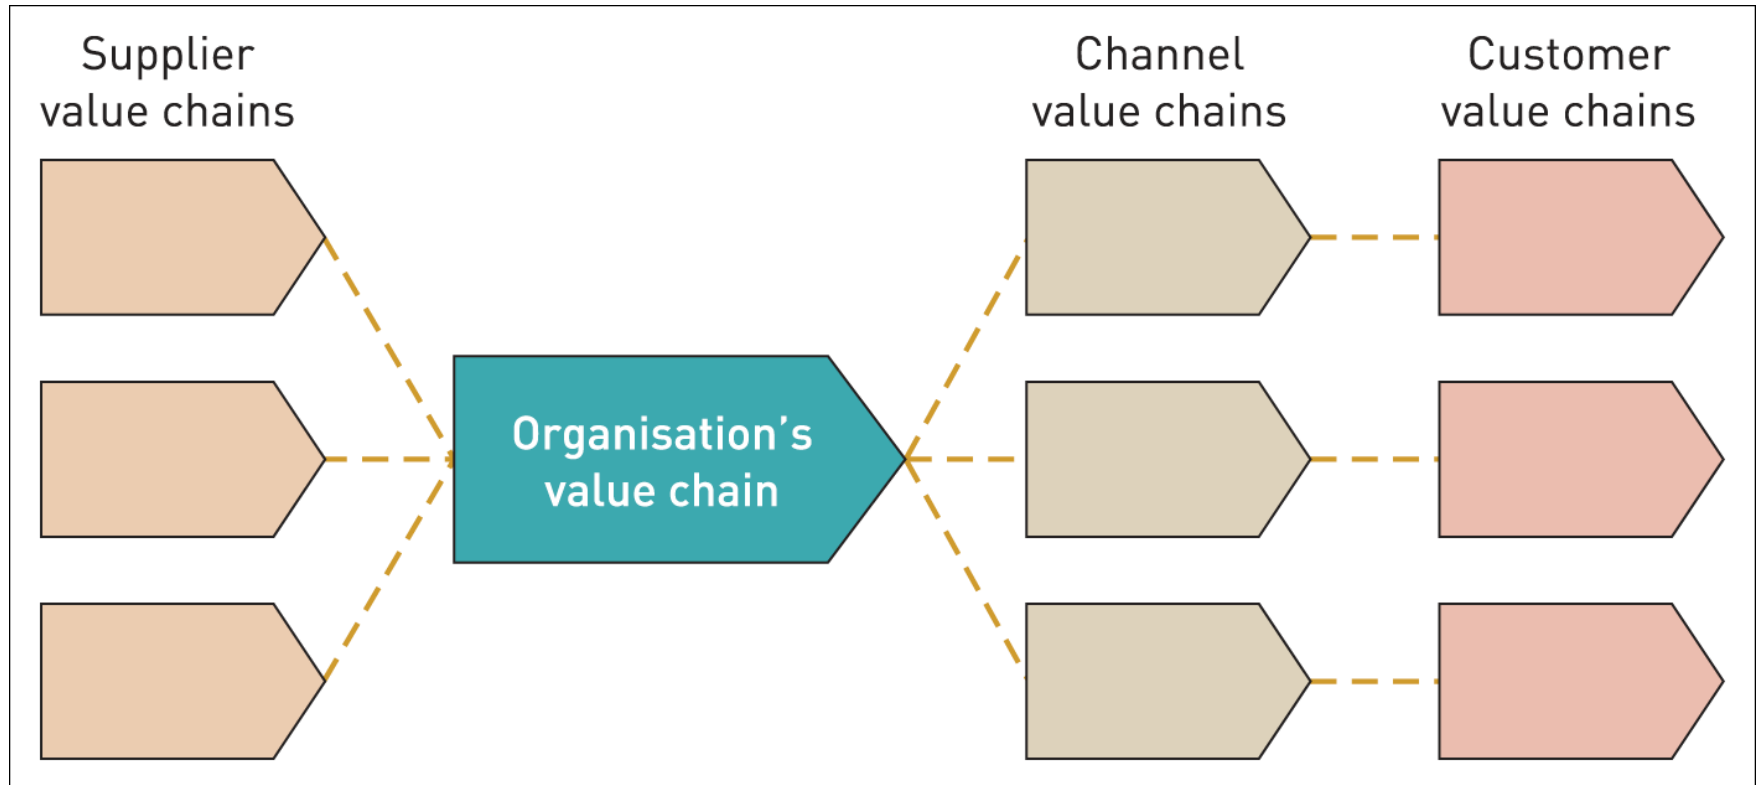 Supplier
value chains
Channel
value chains
Customer
value chains
Organisation’s
value chain